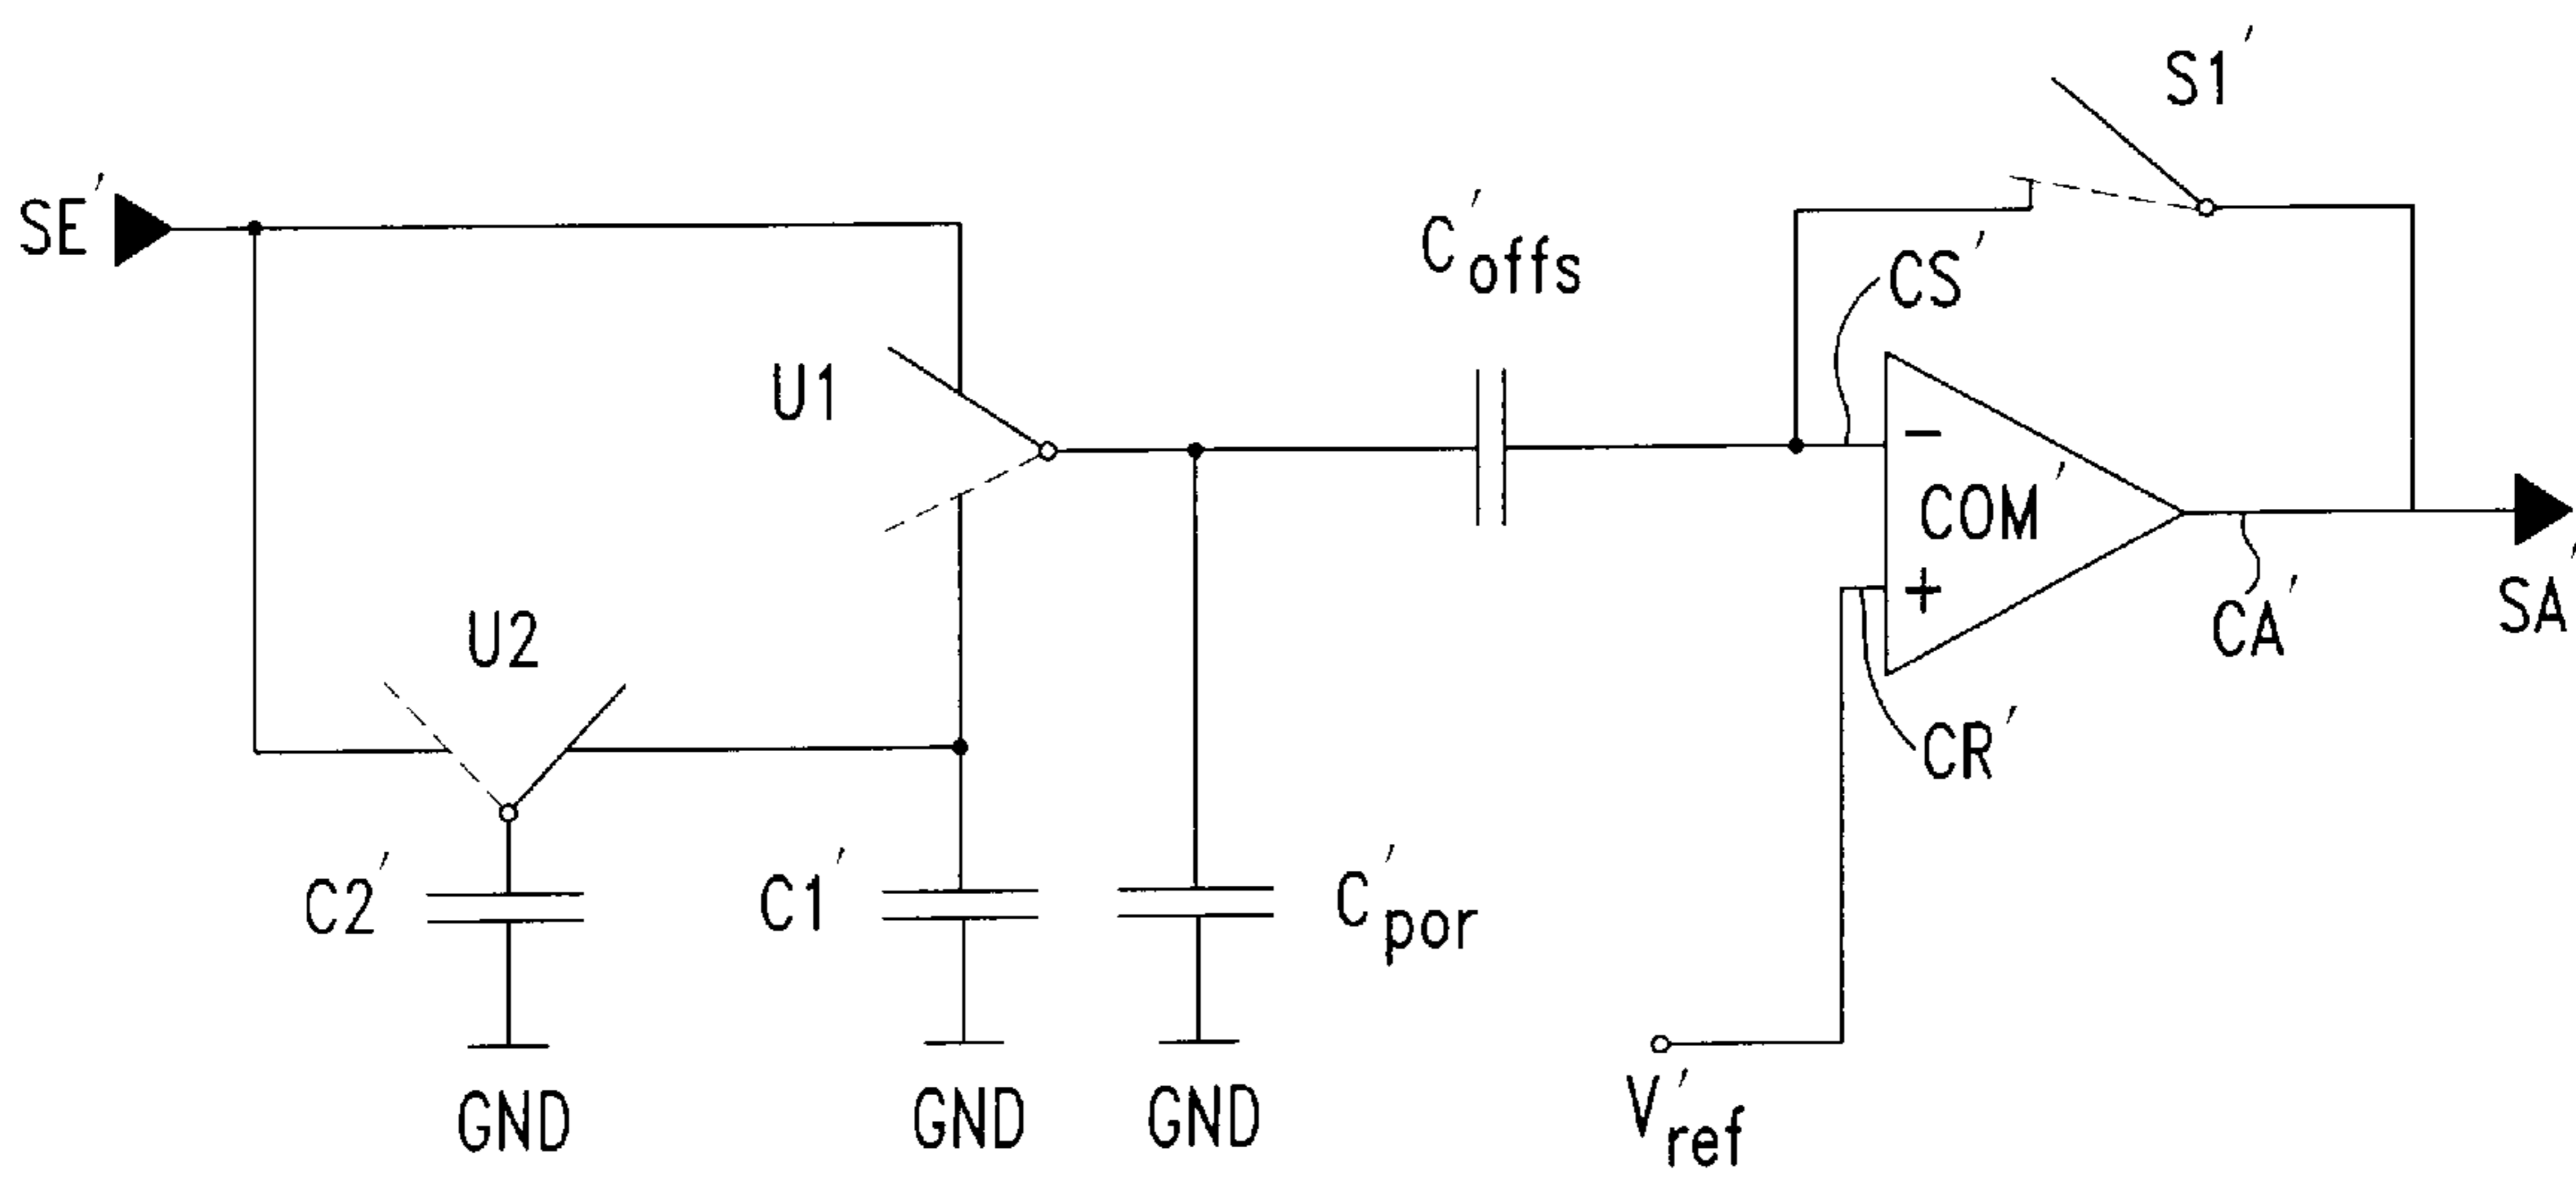 S1'
SE'
C'offs
CS'
U1
−
COM'
+
CA'
SA'
U2
CR'
C2'
C1'
C'por
V'ref
GND
GND
GND